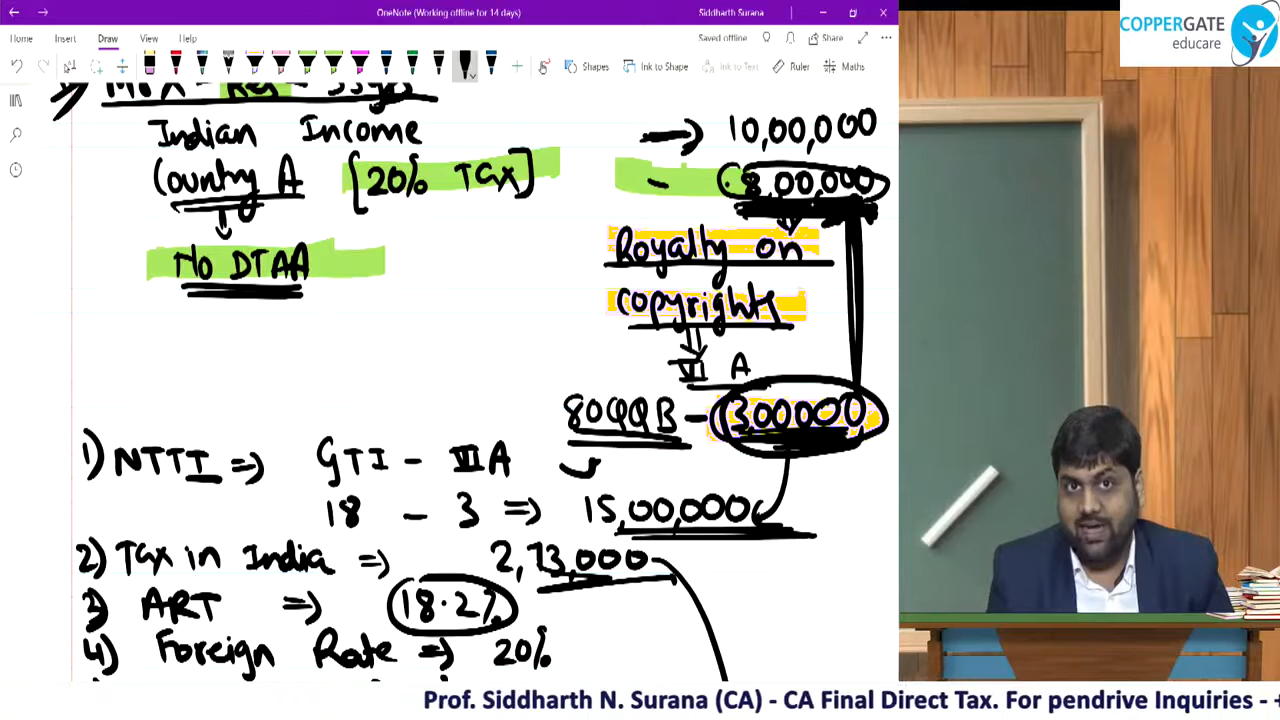 OneNote (Working offline for 14 days)
Siddharth Surana
Home Insert Draw View Help
Saved offline
Share
Shapes
Ink to Shape
Ink to Text
Ruler
Maths
COPPERGATE
educare
Indian Income → 10,00,000
Country A [20% TAX] - 8,00,000
No DTAA
Royalty on
copyrights
VI A
80QQB - 300000
1) NTTI => GTI - VIA
18 - 3 => 15,00,000
2) Tax in India => 2,73,000
3) ART => 18.2%
4) Foreign Rate => 20%
Prof. Siddharth N. Surana (CA) - CA Final Direct Tax. For pendrive Inquiries -